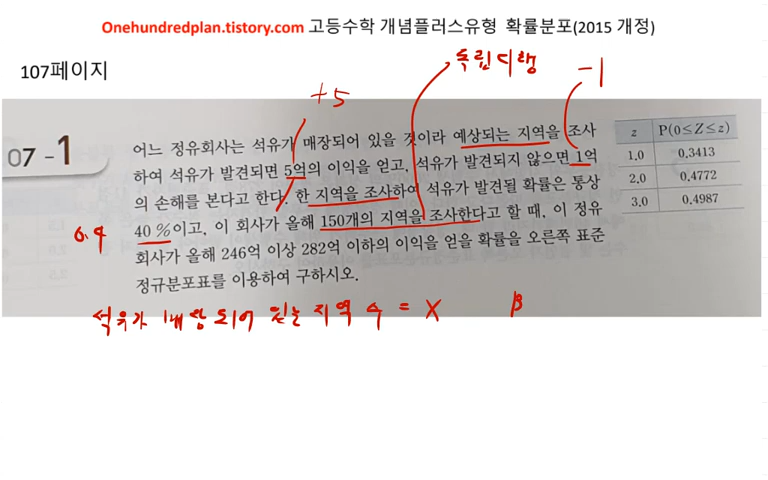 Onehundredplan.tistory.com 고등수학 개념플러스유형 확률분포(2015 개정)
107페이지
독립시행
+5
-1
07-1
어느 정유회사는 석유가 매장되어 있을 것이라 예상되는 지역을 조사
하여 석유가 발견되면 5억의 이익을 얻고, 석유가 발견되지 않으면 1억
의 손해를 본다고 한다. 한 지역을 조사하여 석유가 발견될 확률은 통상
40 %이고, 이 회사가 올해 150개의 지역을 조사한다고 할 때, 이 정유
회사가 올해 246억 이상 282억 이하의 이익을 얻을 확률을 오른쪽 표준
정규분포표를 이용하여 구하시오.
0.4
z P(0≤Z≤z)
1.0 0.3413
2.0 0.4772
3.0 0.4987
석유가 매장 되어 있는 지역 수 = X B